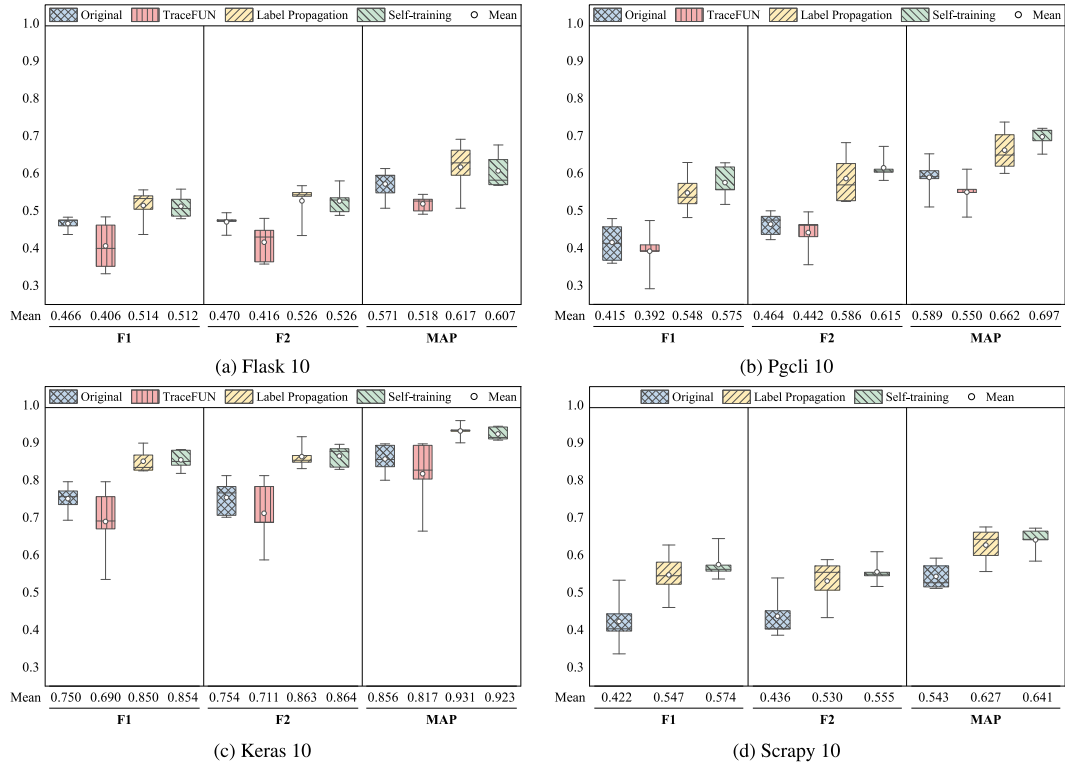 Original TraceFUN Label Propagation Self-training Mean
1.0
0.9
0.8
0.7
0.6
0.5
0.4
0.3
Mean 0.466 0.406 0.514 0.512 0.470 0.416 0.526 0.526 0.571 0.518 0.617 0.607
F1 F2 MAP
(a) Flask 10
Original TraceFUN Label Propagation Self-training Mean
1.0
0.9
0.8
0.7
0.6
0.5
0.4
0.3
Mean 0.415 0.392 0.548 0.575 0.464 0.442 0.586 0.615 0.589 0.550 0.662 0.697
F1 F2 MAP
(b) Pgcli 10
Original TraceFUN Label Propagation Self-training Mean
1.0
0.9
0.8
0.7
0.6
0.5
0.4
0.3
Mean 0.750 0.690 0.850 0.854 0.754 0.711 0.863 0.864 0.856 0.817 0.931 0.923
F1 F2 MAP
(c) Keras 10
Original Label Propagation Self-training Mean
1.0
0.9
0.8
0.7
0.6
0.5
0.4
0.3
Mean 0.422 0.547 0.574 0.436 0.530 0.555 0.543 0.627 0.641
F1 F2 MAP
(d) Scrapy 10